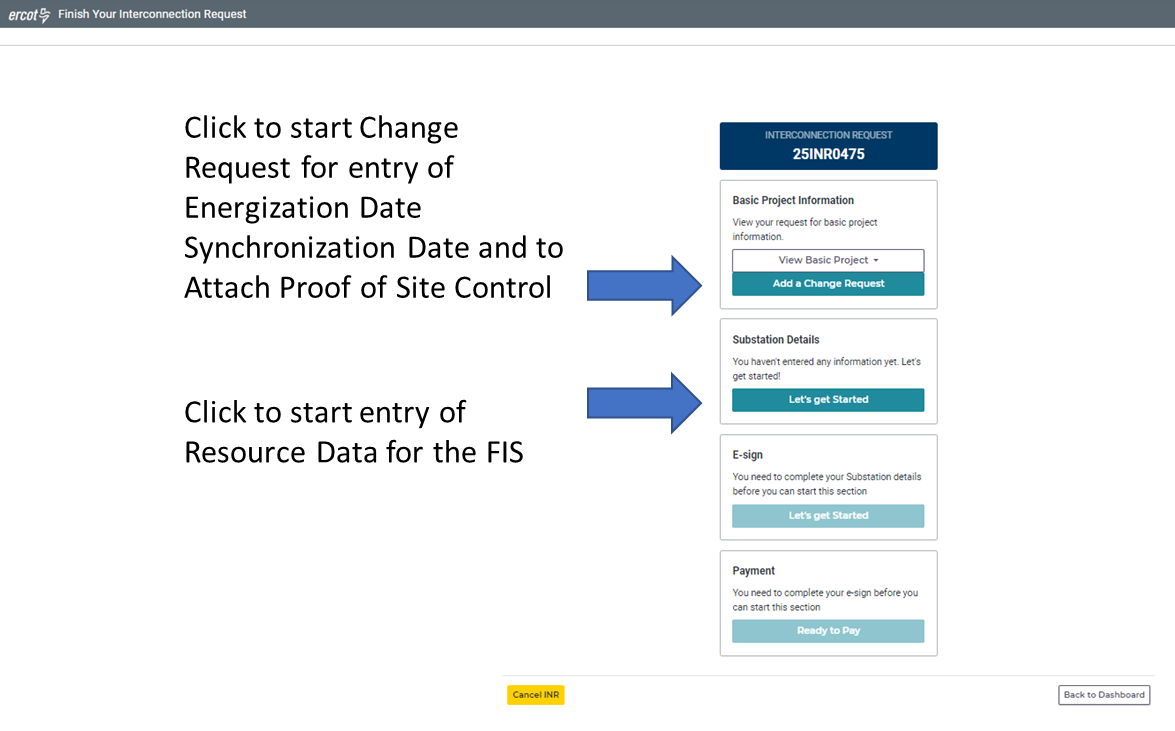 ercot Finish Your Interconnection Request
Click to start Change
Request for entry of
Energization Date
Synchronization Date and to
Attach Proof of Site Control
Click to start entry of
Resource Data for the FIS
INTERCONNECTION REQUEST
25INR0475
Basic Project Information
View your request for basic project
information.
View Basic Project
Add a Change Request
Substation Details
You haven't entered any information yet. Let's
get started!
Let's get Started
E-sign
You need to complete your Substation details
before you can start this section
Let's get Started
Payment
You need to complete your e-sign before you
can start this section
Ready to Pay
Cancel INR
Back to Dashboard